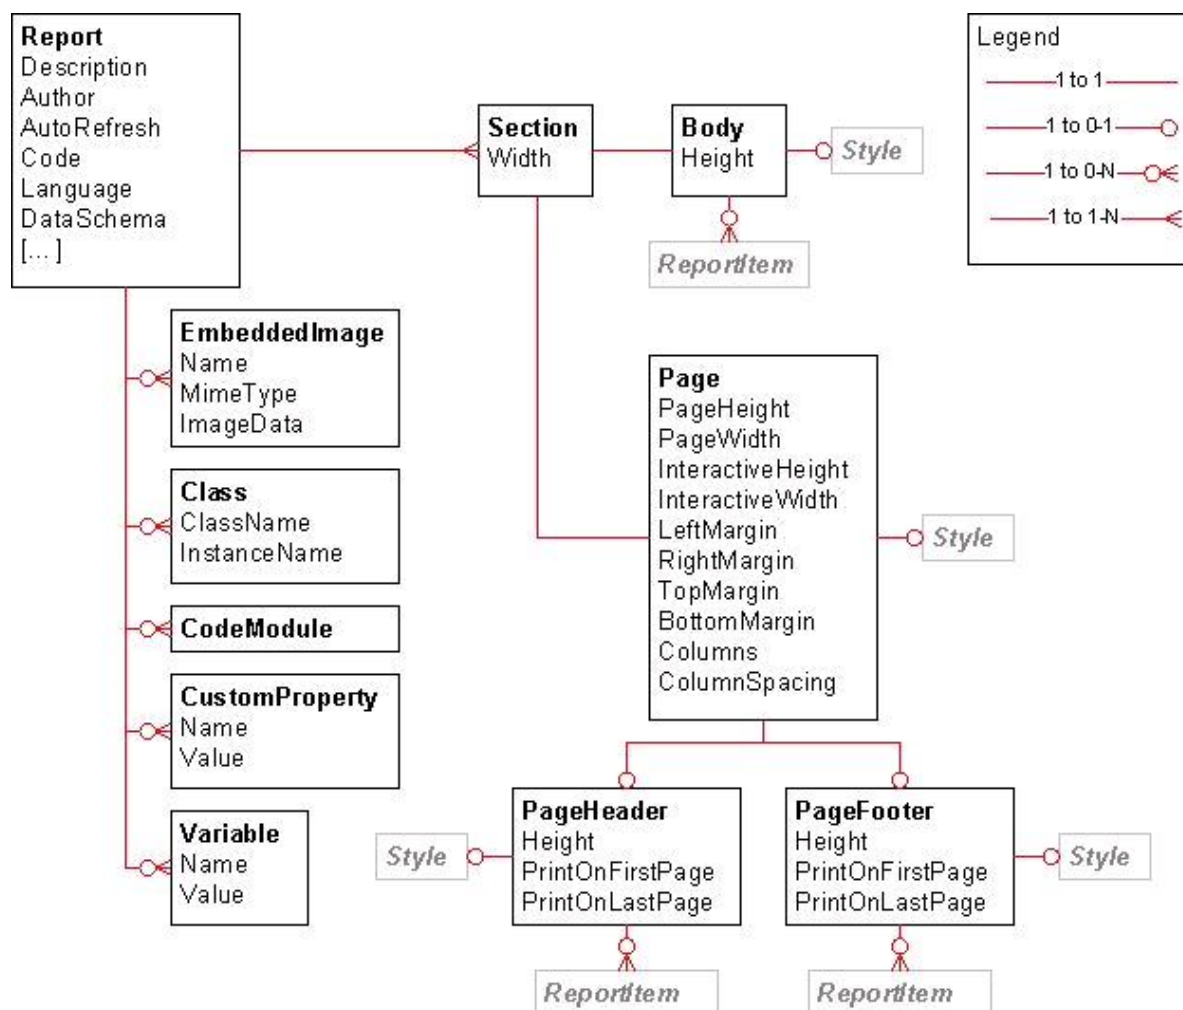 Report
Description
Author
AutoRefresh
Code
Language
DataSchema
[... ]
Section
Width
Body
Height
Style
ReportItem
Legend
1 to 1
1 to 0-1
1 to 0-N
1 to 1-N
EmbeddedImage
Name
MimeType
ImageData
Class
ClassName
InstanceName
CodeModule
CustomProperty
Name
Value
Variable
Name
Value
Page
PageHeight
PageWidth
InteractiveHeight
InteractiveWidth
LeftMargin
RightMargin
TopMargin
BottomMargin
Columns
ColumnSpacing
Style
Style
PageHeader
Height
PrintOnFirstPage
PrintOnLastPage
ReportItem
PageFooter
Height
PrintOnFirstPage
PrintOnLastPage
Style
ReportItem